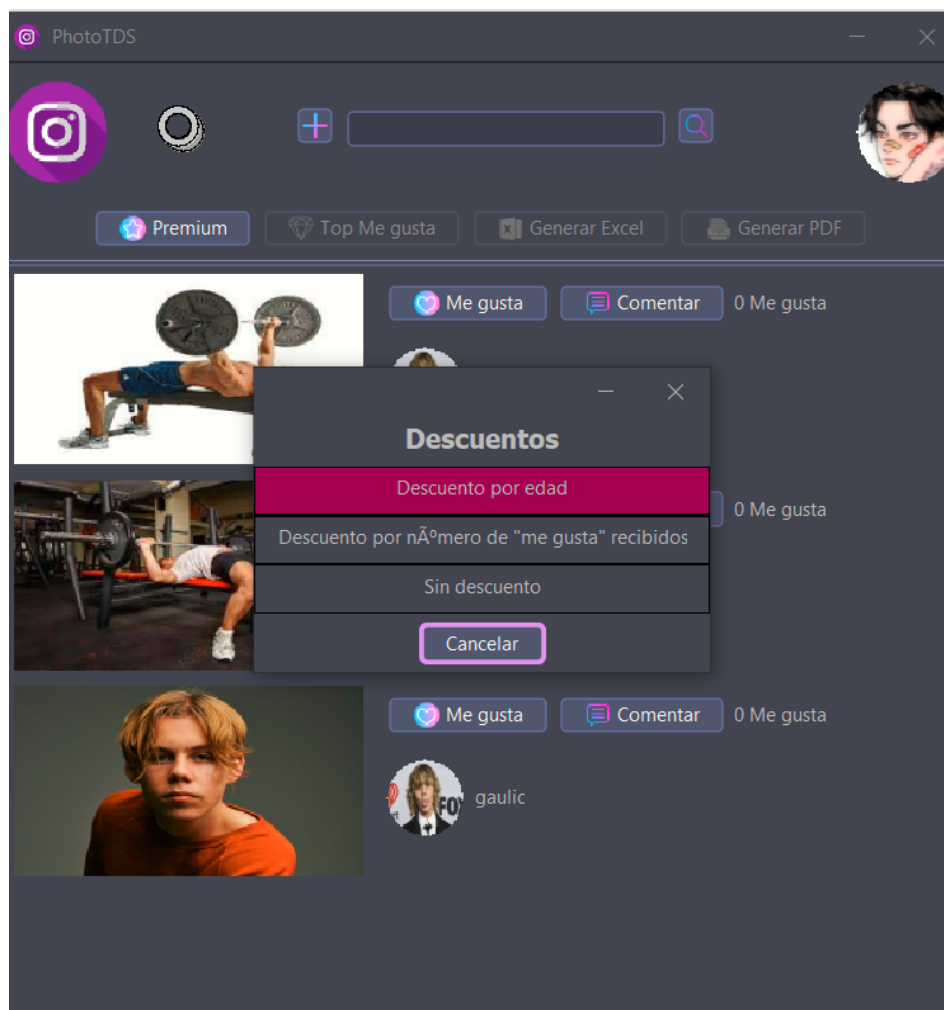 PhotoTDS
Premium
Top Me gusta
Generar Excel
Generar PDF
Me gusta
Comentar
0 Me gusta
Descuentos
Descuento por edad
Descuento por nÃºmero de "me gusta" recibidos
Sin descuento
Cancelar
0 Me gusta
Me gusta
Comentar
0 Me gusta
FOX
gaulic